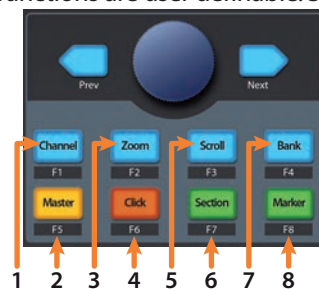 functions are user-definable
Prev Next
Channel Zoom Scroll Bank
F1 F2 F3 F4
Master Click Section Marker
F5 F6 F7 F8
1 2 3 4 5 6 7 8